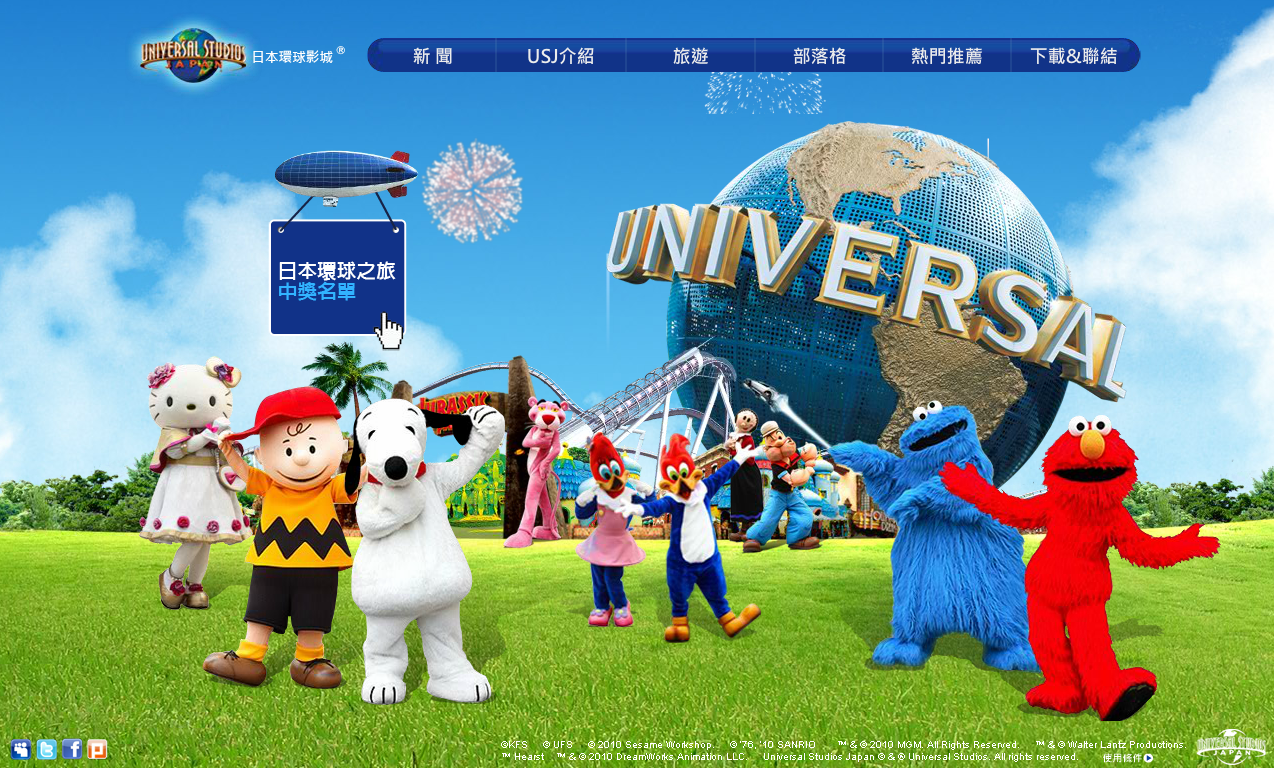 UNIVERSAL STUDIOS
JAPAN
日本環球影城®
新聞
USJ介紹
旅遊
部落格
熱門推薦
下載&聯結
日本環球之旅
中獎名單
UNIVERSAL
JURASSIC
©KFS © UFS © 2010 Sesame Workshop. © '76, '10 SANRIO ™ & © 2010 MGM. All Rights Reserved. ™ & © Walter Lantz Productions.
™ Hearst ™ & © 2010 DreamWorks Animation LLC. Universal Studios Japan © & ® Universal Studios. All rights reserved.
使用條件
UNIVERSAL STUDIOS
JAPAN